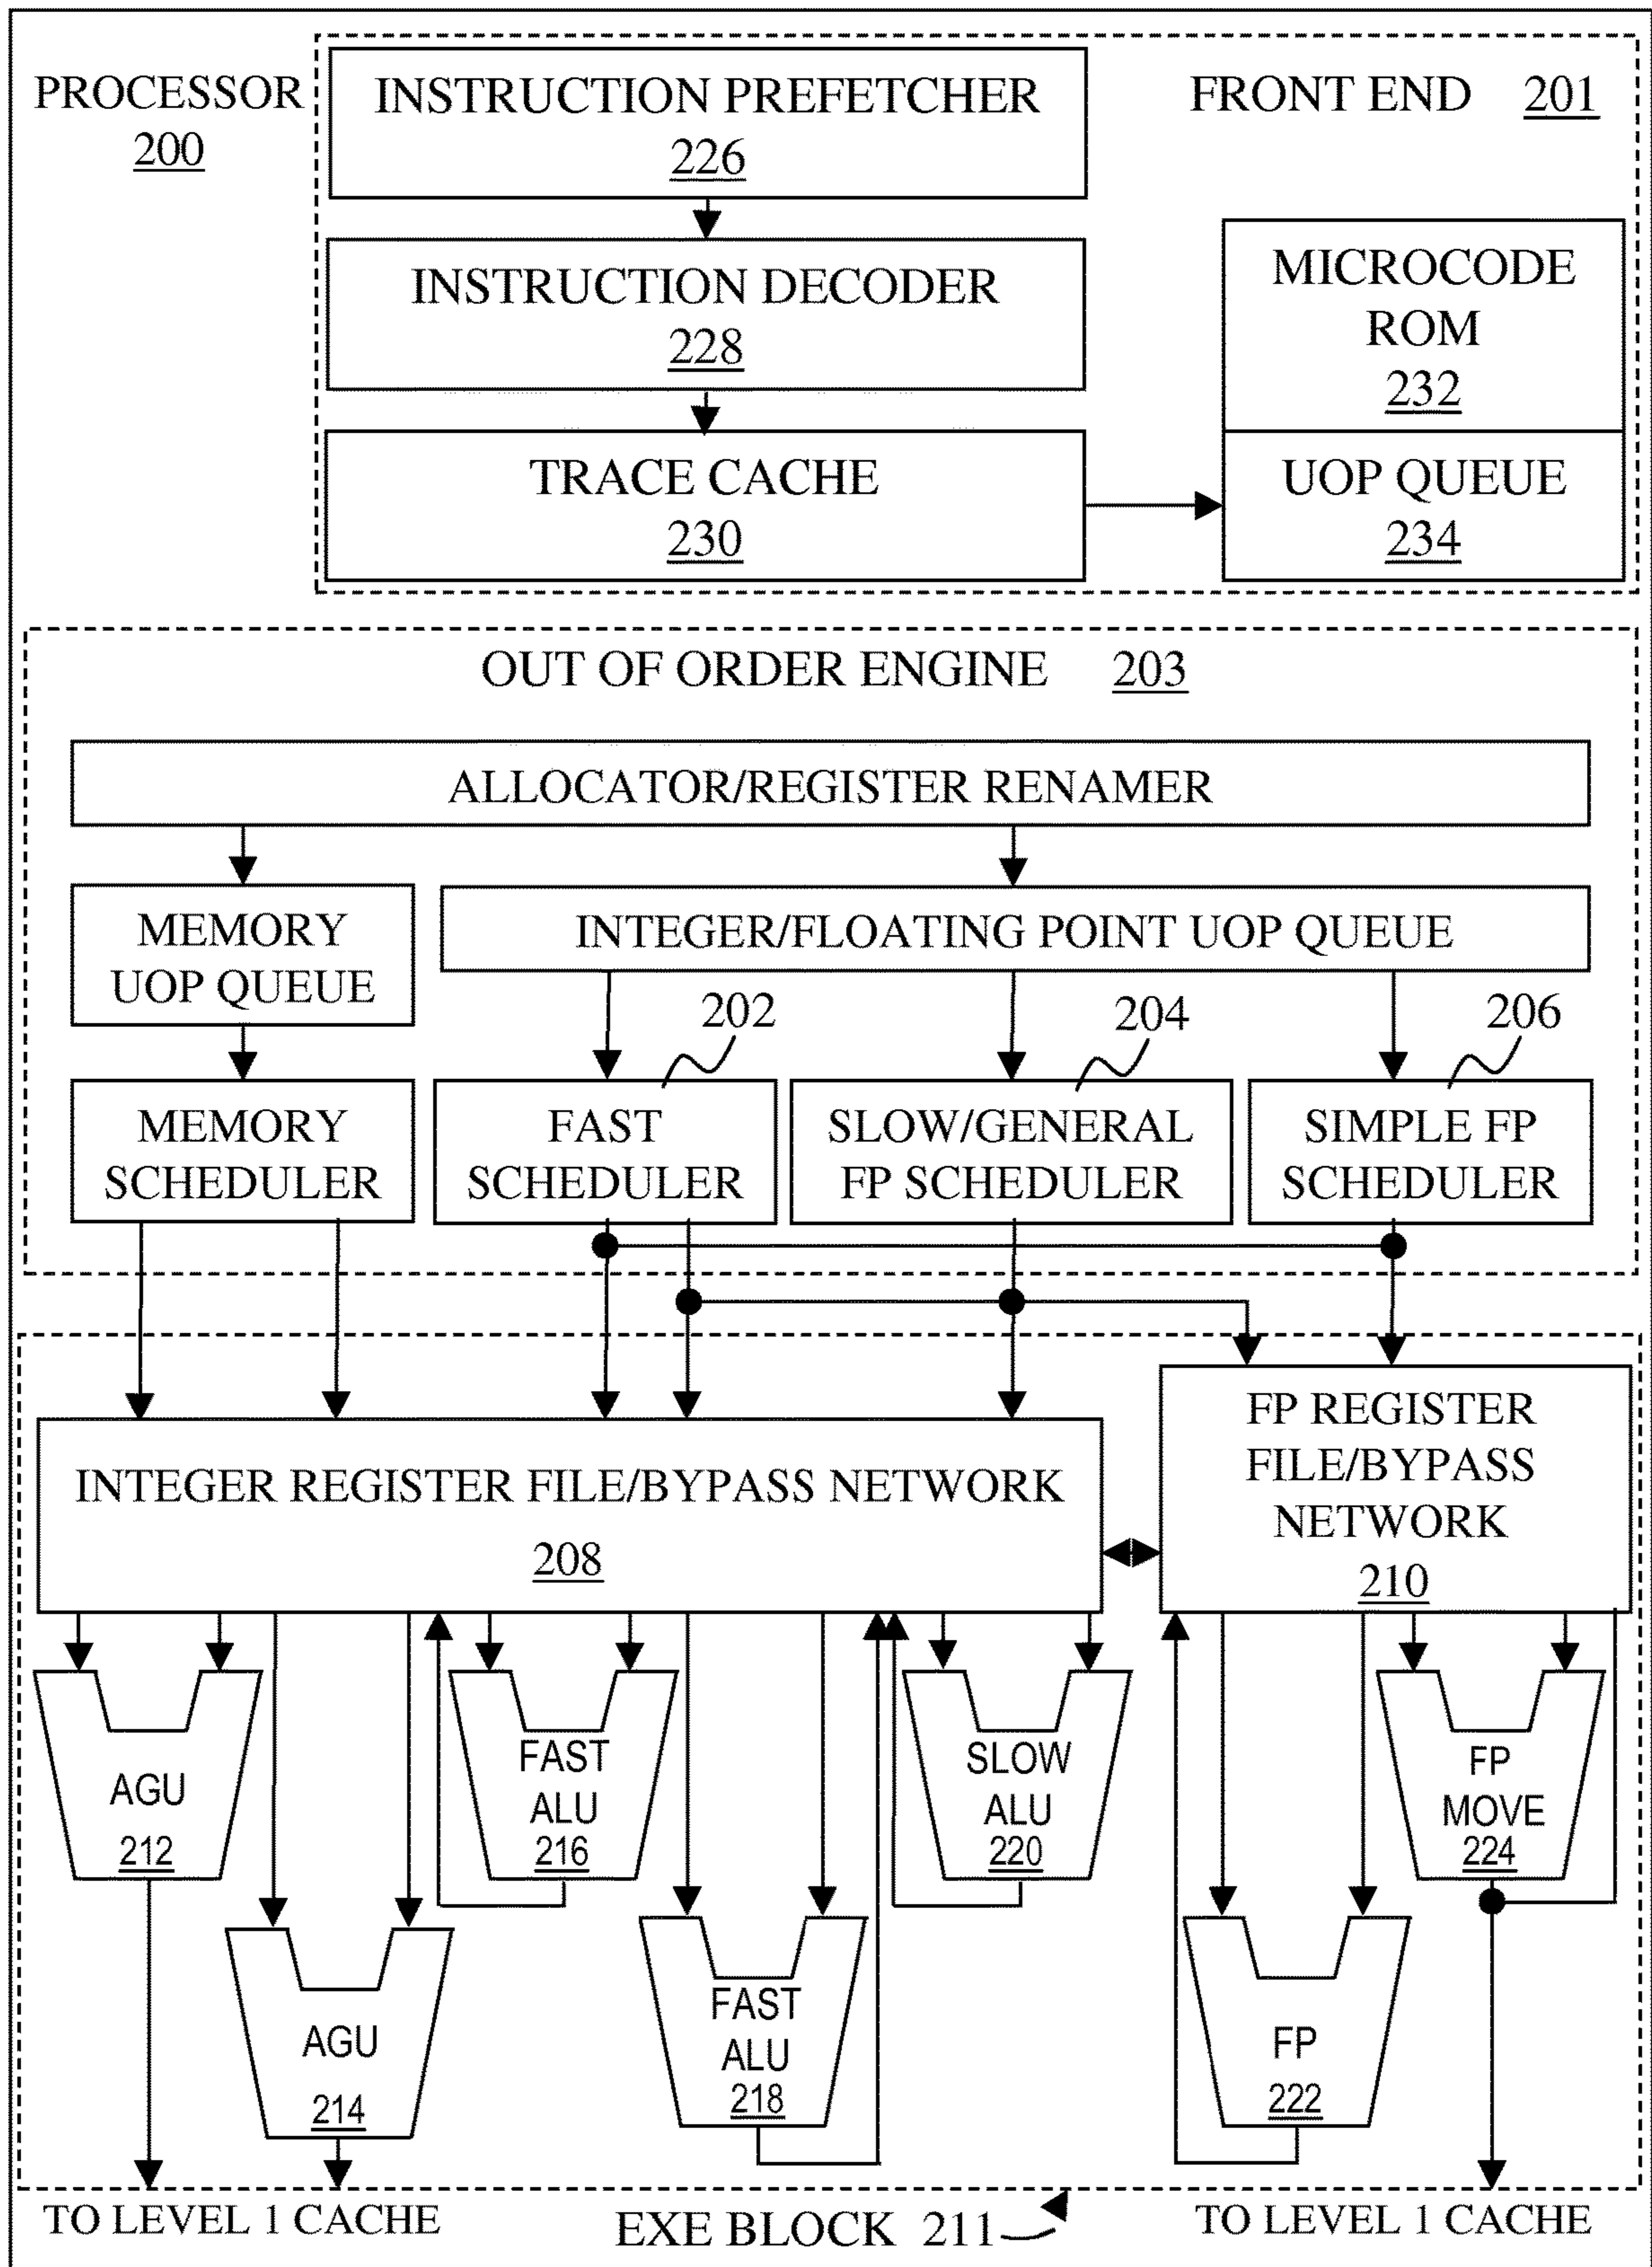 PROCESSOR
200
INSTRUCTION PREFETCHER
226
FRONT END 201
INSTRUCTION DECODER
228
MICROCODE
ROM
232
TRACE CACHE
230
UOP QUEUE
234
OUT OF ORDER ENGINE 203
ALLOCATOR/REGISTER RENAMER
MEMORY
UOP QUEUE
INTEGER/FLOATING POINT UOP QUEUE
202
204
206
MEMORY
SCHEDULER
FAST
SCHEDULER
SLOW/GENERAL
FP SCHEDULER
SIMPLE FP
SCHEDULER
INTEGER REGISTER FILE/BYPASS NETWORK
208
FP REGISTER
FILE/BYPASS
NETWORK
210
AGU
212
FAST
ALU
216
SLOW
ALU
220
FP
MOVE
224
AGU
214
FAST
ALU
218
FP
222
TO LEVEL 1 CACHE
EXE BLOCK 211
TO LEVEL 1 CACHE